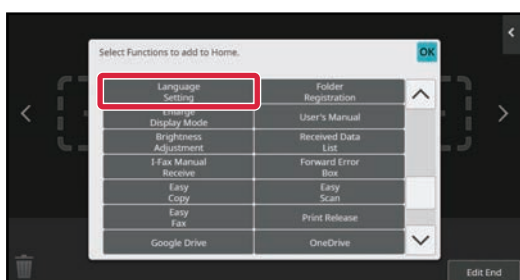 Select Functions to add to Home.
OK
Language
Setting
Folder
Registration
Enlarge
Display Mode
User's Manual
Brightness
Adjustment
Received Data
List
I-Fax Manual
Receive
Forward Error
Box
Easy
Copy
Easy
Scan
Easy
Fax
Print Release
Google Drive
OneDrive
Edit End